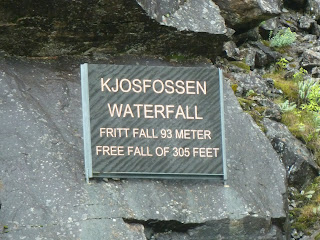 KJOSFOSSEN
WATERFALL
FRITT FALL 93 METER
FREE FALL OF 305 FEET